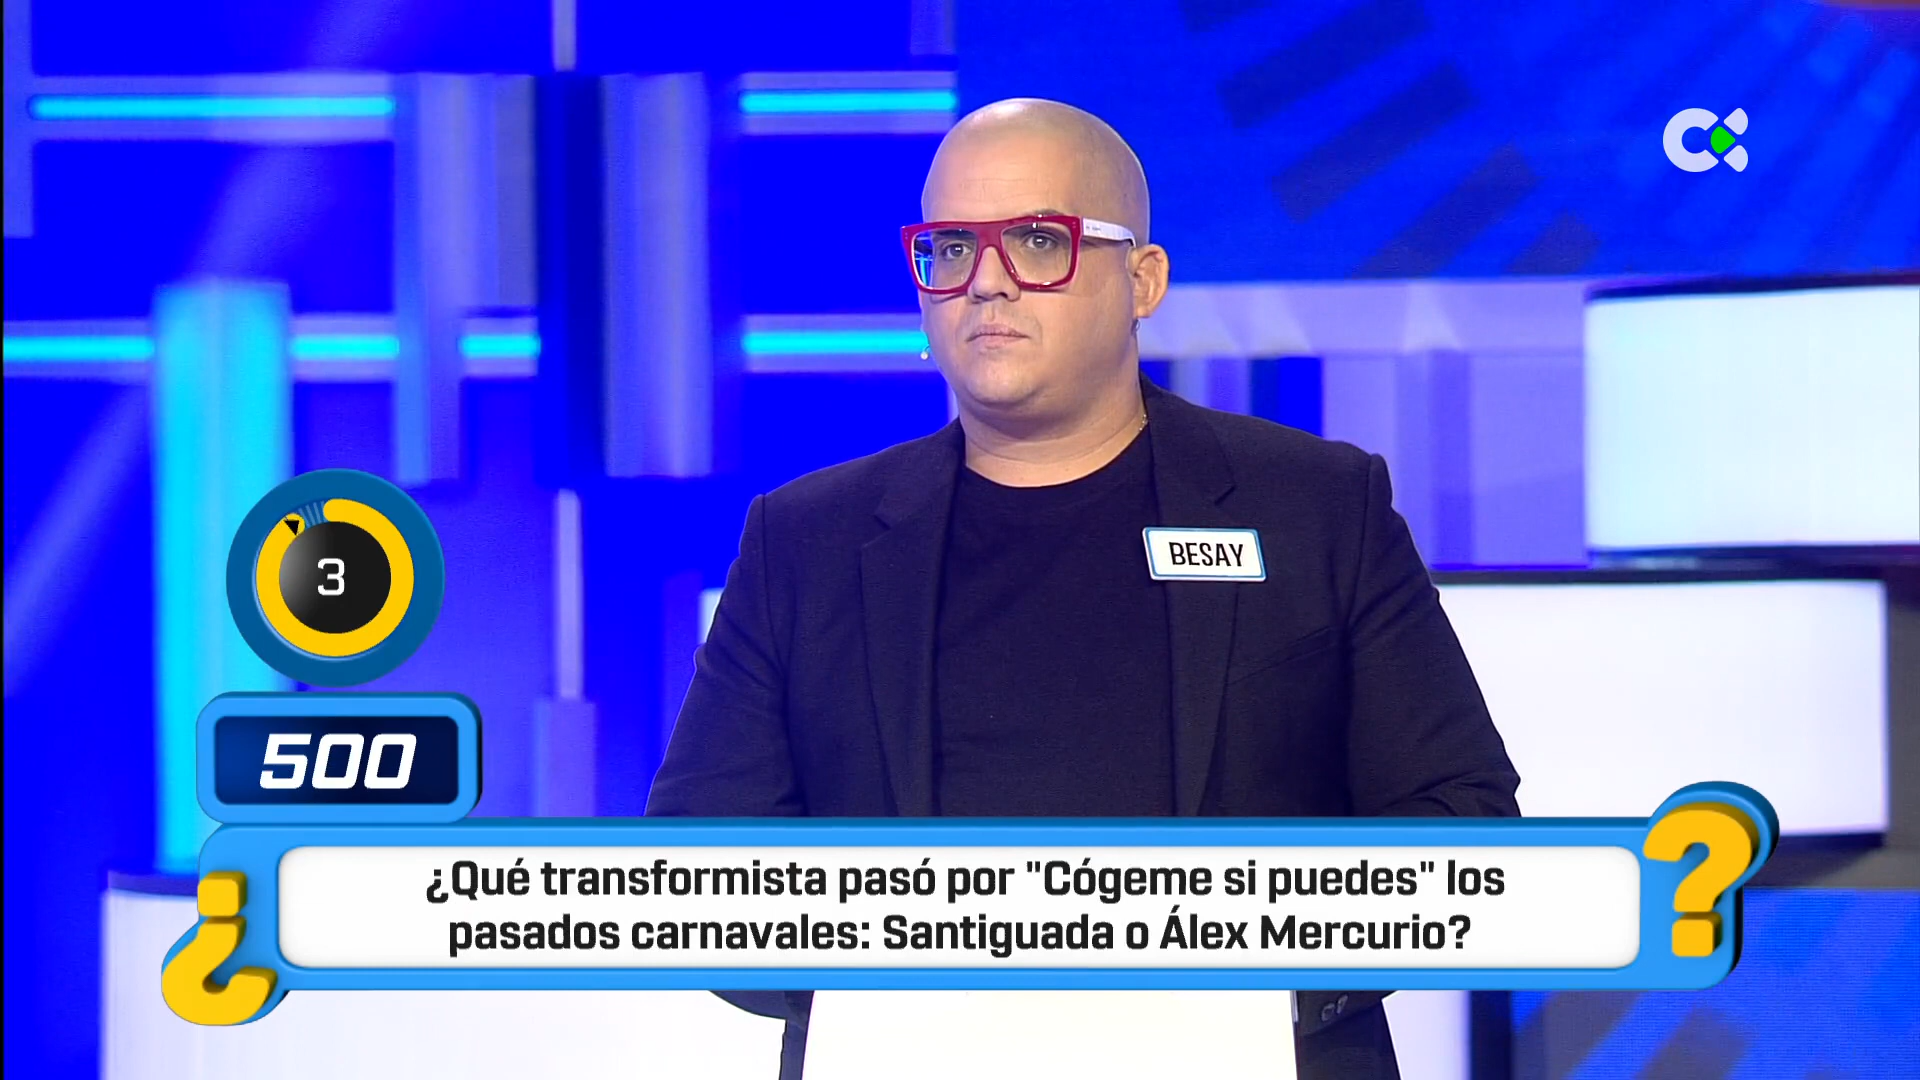 BESAY
3
500
¿Qué transformista pasó por "Cógeme si puedes" los
pasados carnavales: Santiguada o Álex Mercurio?